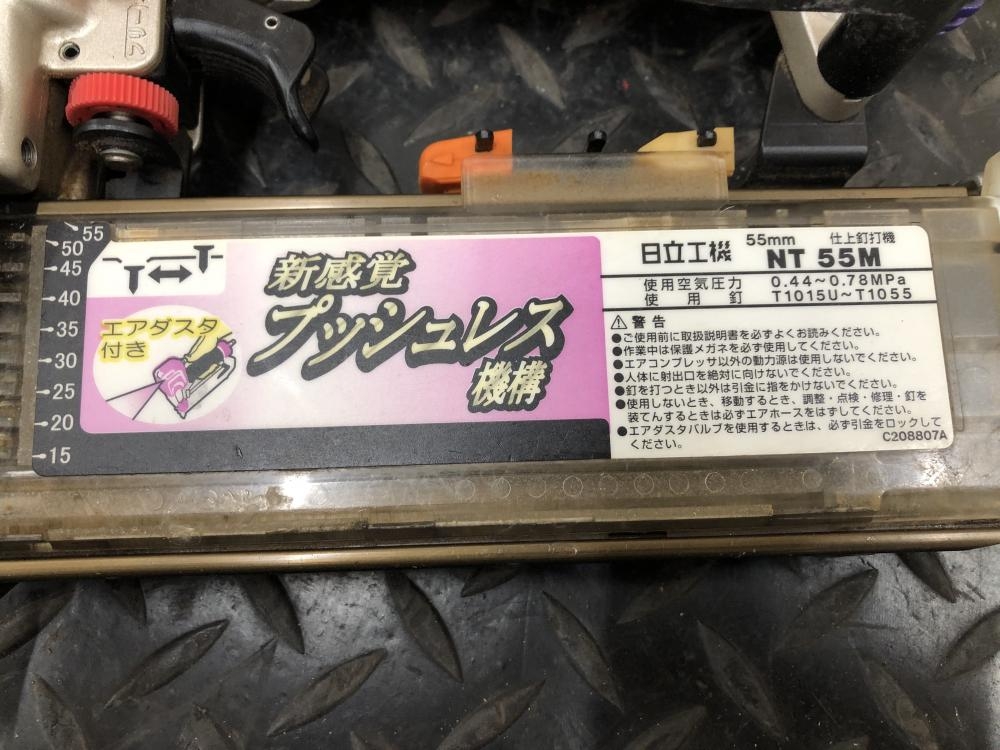 55
50
45
40
35
30
25
20
15
エアダスタ
付き
新感覚
プッシュレス
機構
日立工機 55mm 仕上釘打機
NT 55M
使用空気圧力 0.44～0.78MPa
使用釘 T1015U～T1055
⚠警告
●ご使用前に取扱説明書を必ずよくお読みください。
●作業中は保護メガネを必ず使用してください。
●エアコンプレッサ以外の動力源は使用しないでください。
●人体に射出口を絶対に向けないでください。
●釘を打つとき以外は引金に指をかけないでください。
●使用しないとき、移動するとき、調整・点検・修理・釘を
装てんするときは必ずエアホースをはずしてください。
●エアダスタバルブを使用するときは、必ず引金をロックして
ください。
C208807A